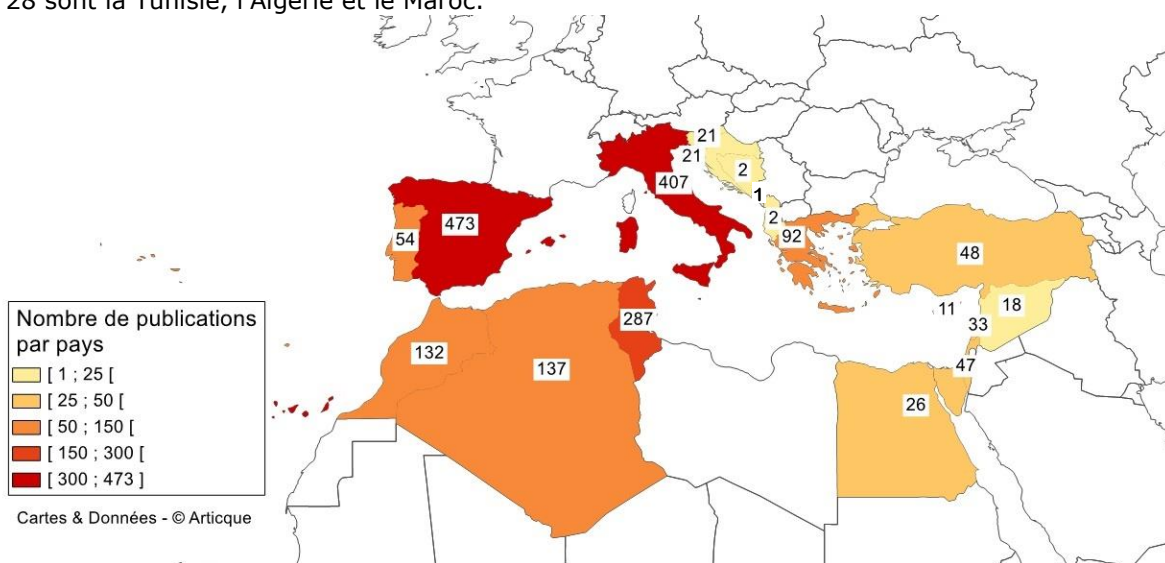 28 sont la Tunisie, l'Algérie et le Maroc.
21
21
2
407
1
473
2
54
92
48
11
18
287
33
132
47
137
26
Nombre de publications
par pays
[ 1 ; 25 [
[ 25 ; 50 [
[ 50 ; 150 [
[ 150 ; 300 [
[ 300 ; 473 ]
Cartes & Données - © Articque